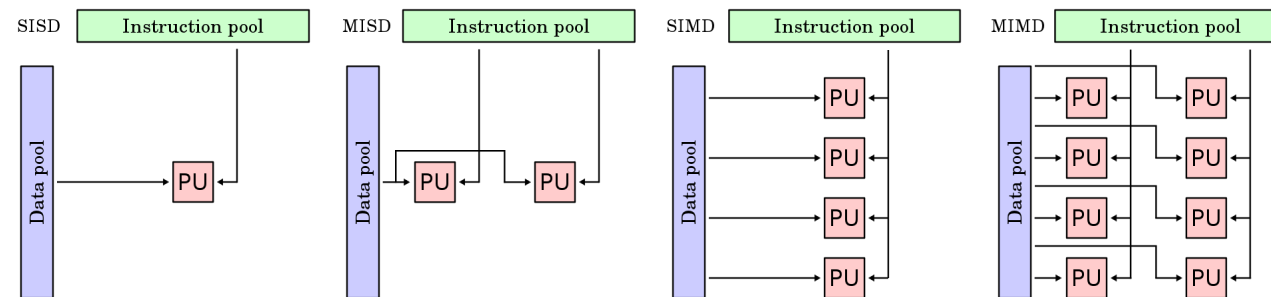 SISD Instruction pool
Data pool
PU
MISD Instruction pool
Data pool
PU PU
SIMD Instruction pool
Data pool
PU
PU
PU
PU
MIMD Instruction pool
Data pool
PU PU
PU PU
PU PU
PU PU